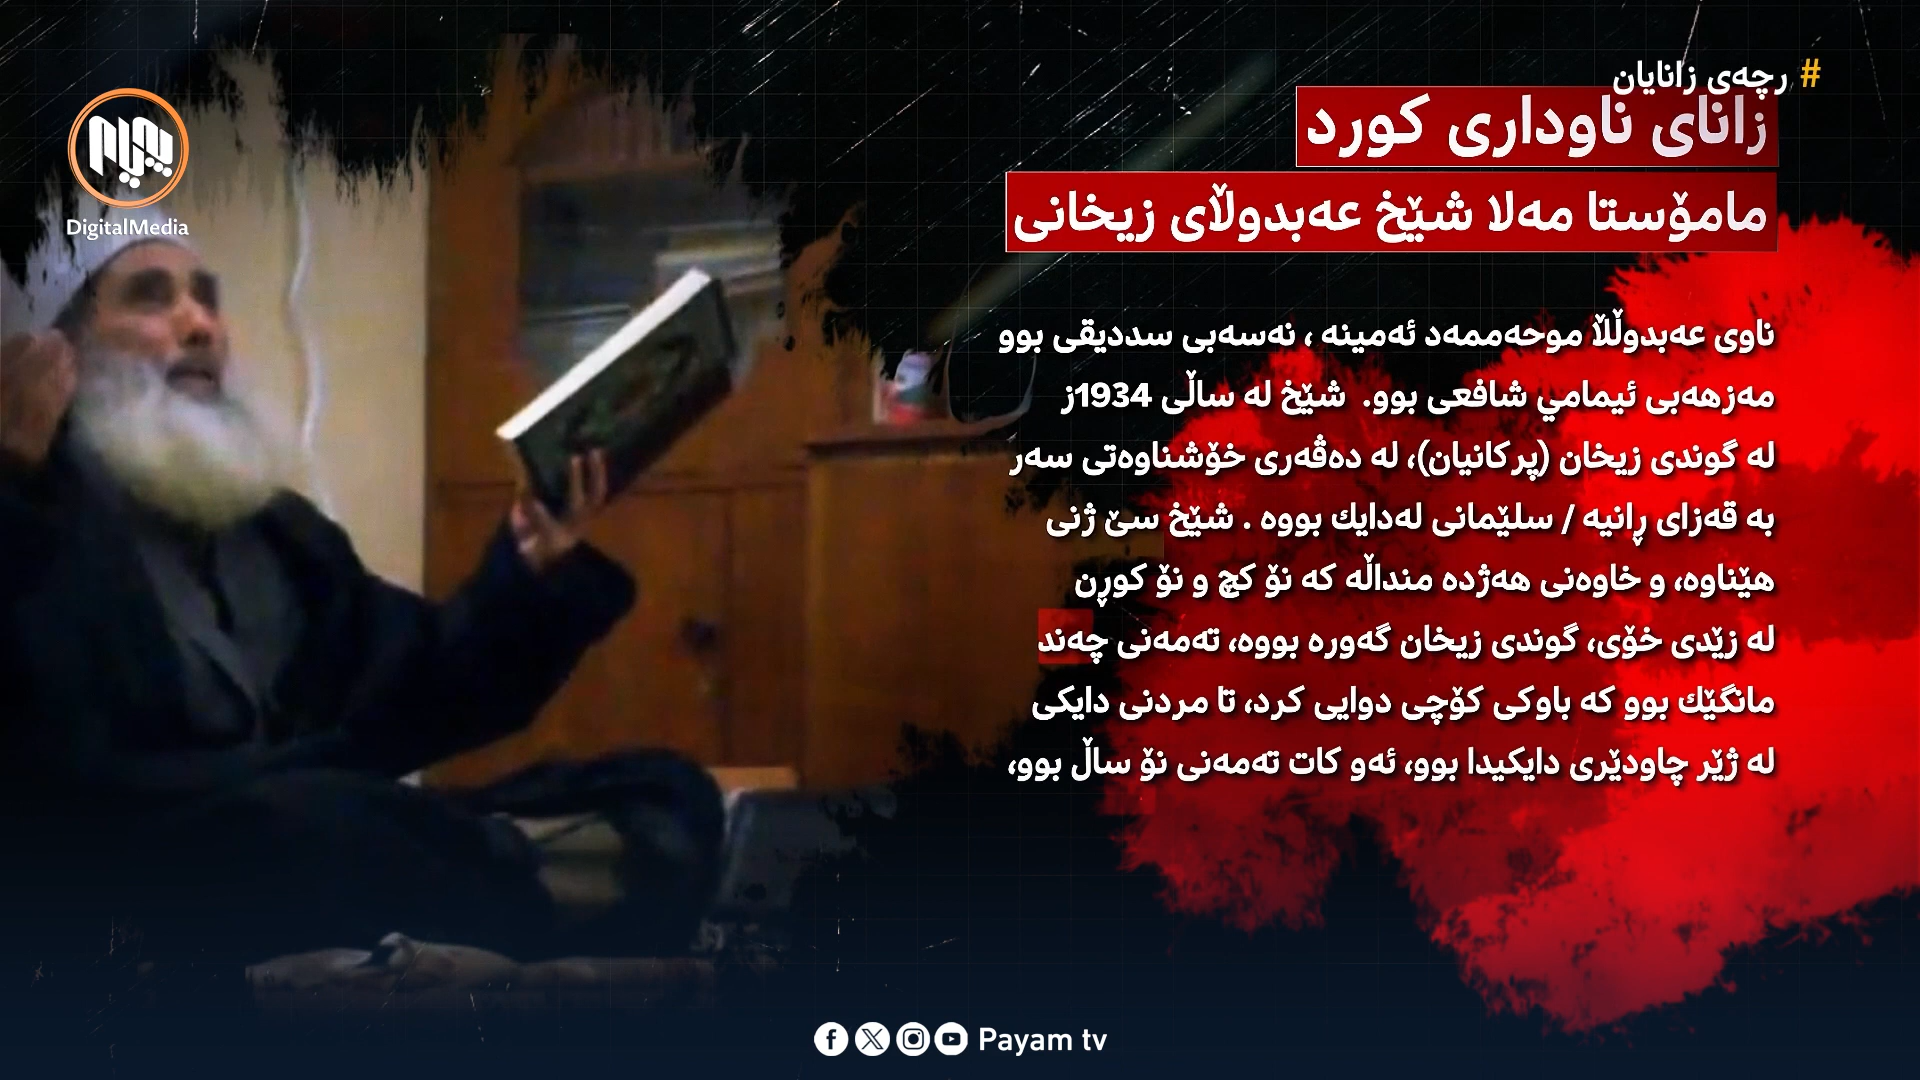 # رچەی زانایان
زانای ناوداری کورد
مامۆستا مەلا شێخ عەبدوڵای زیخانی
پەیام
DigitalMedia
ناوی عەبدوڵڵا موحەممەد ئەمینە ، نەسەبی سددیقی بوو
مەزهەبی ئیمامي شافعی بوو. شێخ لە ساڵی 1934ز
لە گوندی زیخان (پرکانیان)، لە دەڤەری خۆشناوەتی سەر
بە قەزای ڕانیە / سلێمانی لەدایك بووە . شێخ سێ ژنی
هێناوە، و خاوەنی هەژدە منداڵە کە نۆ کچ و نۆ کوڕن
لە زێدی خۆی، گوندی زیخان گەورە بووە، تەمەنی چەند
مانگێك بوو کە باوکی کۆچی دوایی کرد، تا مردنی دایکی
لە ژێر چاودێری دایکیدا بوو، ئەو کات تەمەنی نۆ ساڵ بوو،
Payam tv